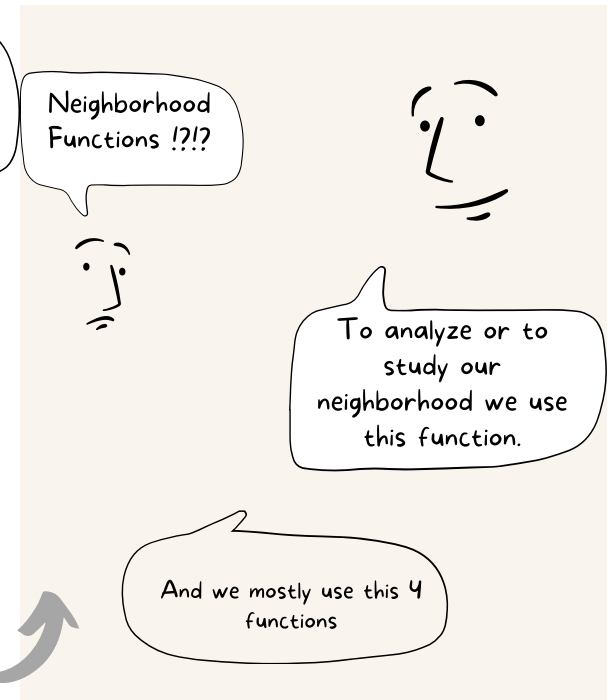 Neighborhood
Functions !?!?
To analyze or to
study our
neighborhood we use
this function.
And we mostly use this 4
functions